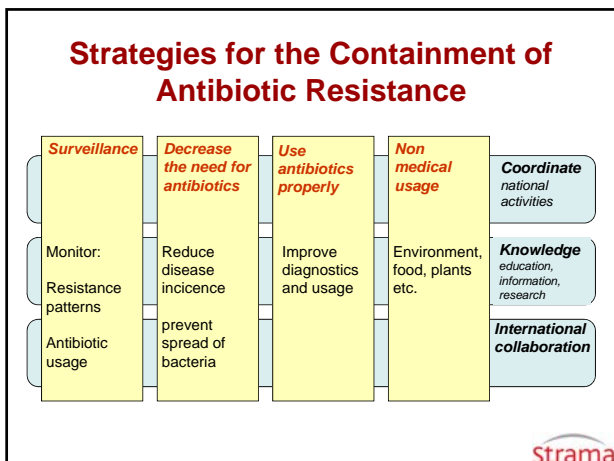 Strategies for the Containment of
Antibiotic Resistance
Surveillance
Monitor:
Resistance
patterns
Antibiotic
usage
Decrease
the need for
antibiotics
Reduce
disease
incicence
prevent
spread of
bacteria
Use
antibiotics
properly
Improve
diagnostics
and usage
Non
medical
usage
Environment,
food, plants
etc.
Coordinate
national
activities
Knowledge
education,
information,
research
International
collaboration
Strama